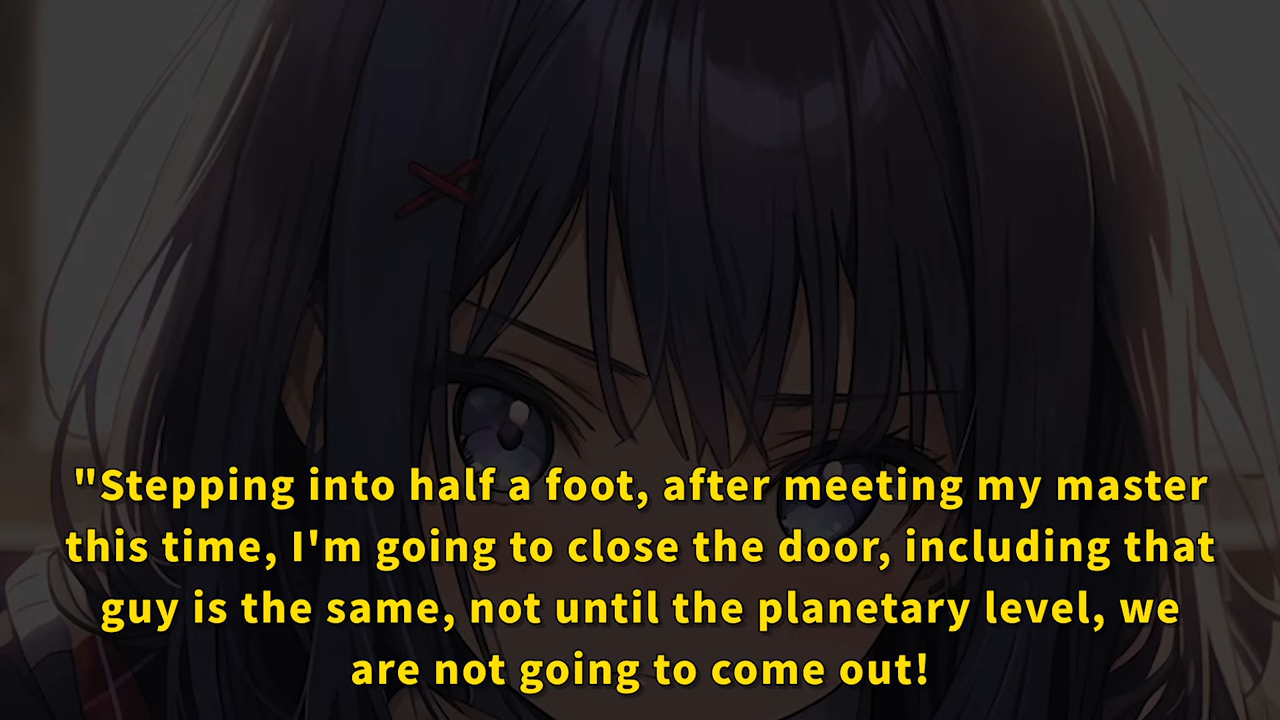 "Stepping into half a foot, after meeting my master
this time, I'm going to close the door, including that
guy is the same, not until the planetary level, we
are not going to come out!